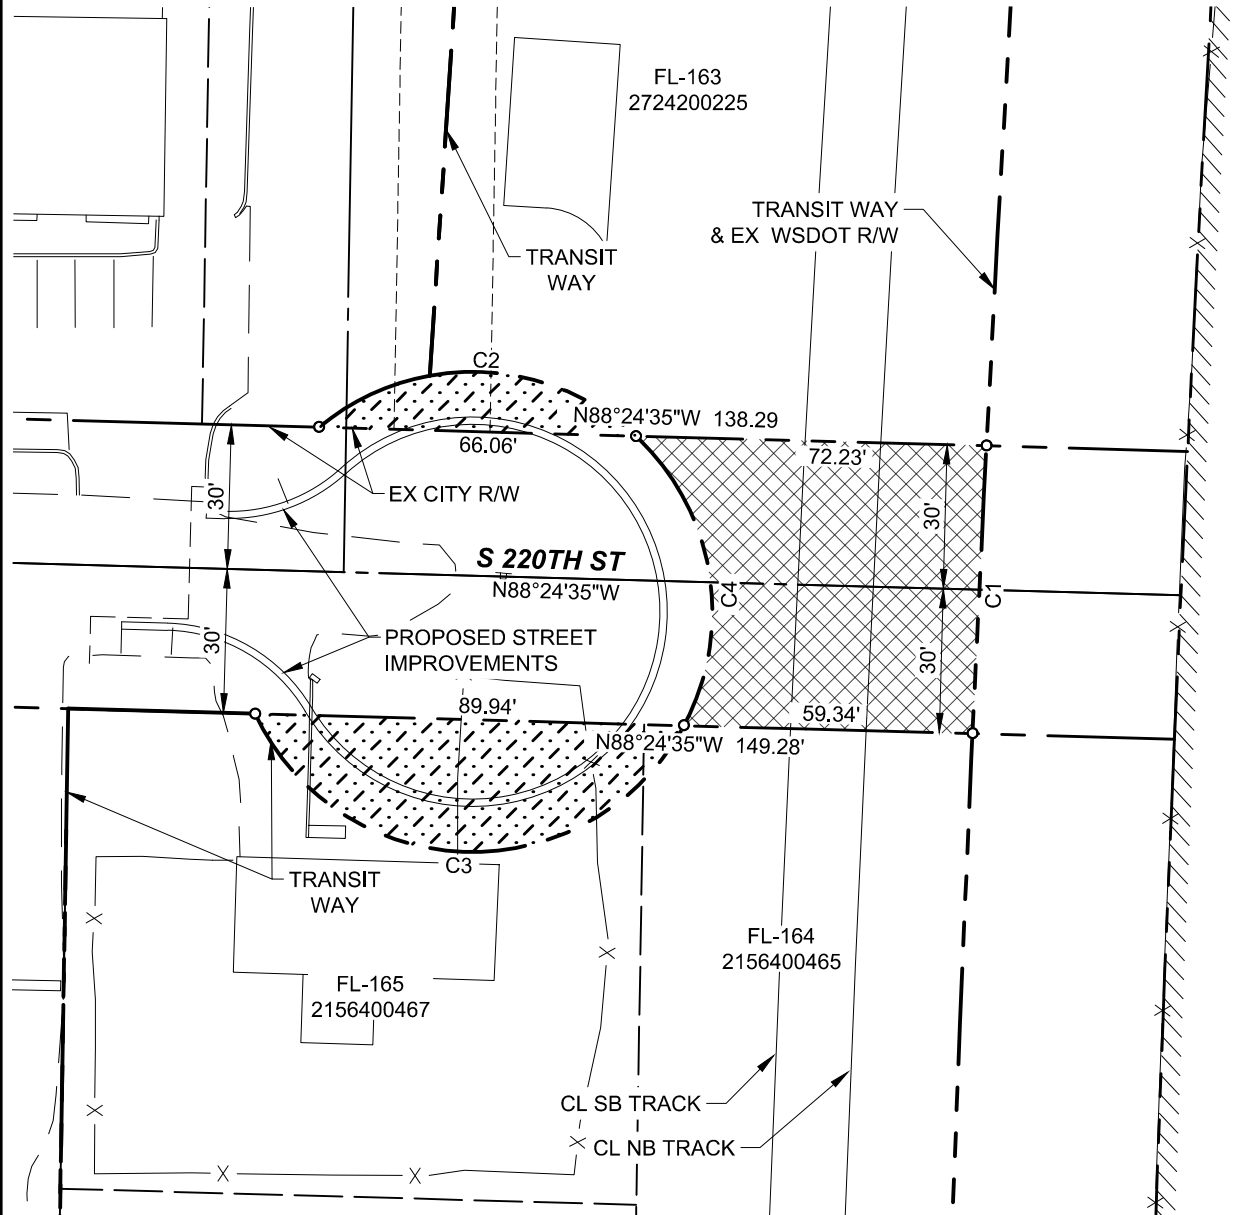 FL-163
2724200225
TRANSIT WAY
& EX WSDOT R/W
TRANSIT
WAY
C2
N88°24'35"W 138.29
66.06'
72.23'
EX CITY R/W
30'
30'
S 220TH ST
N88°24'35"W
C4
C1
30'
30'
PROPOSED STREET
IMPROVEMENTS
89.94'
59.34'
N88°24'35"W 149.28'
C3
TRANSIT
WAY
FL-164
2156400465
FL-165
2156400467
CL SB TRACK
CL NB TRACK